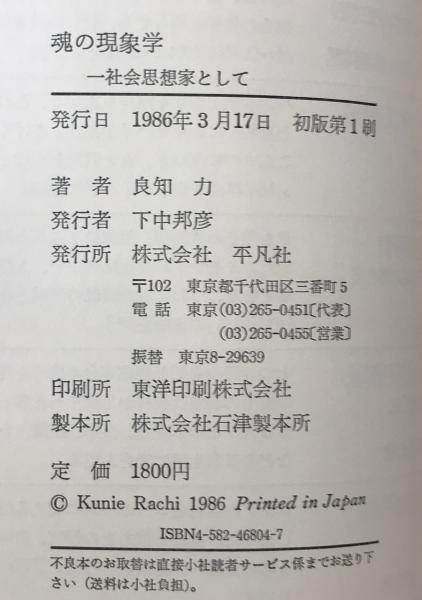 魂の現象学
一社会思想家として
発行日 1986年3月17日 初版第1刷
著者 良知 力
発行者 下中邦彦
発行所 株式会社 平凡社
〒102 東京都千代田区三番町5
電話 東京(03)265-0451〔代表〕
(03)265-0455〔営業〕
振替 東京8-29639
印刷所 東洋印刷株式会社
製本所 株式会社石津製本所
定価 1800円
© Kunie Rachi 1986 Printed in Japan
ISBN4-582-46804-7
不良本のお取替は直接小社読者サービス係までお送り下
さい（送料は小社負担）。